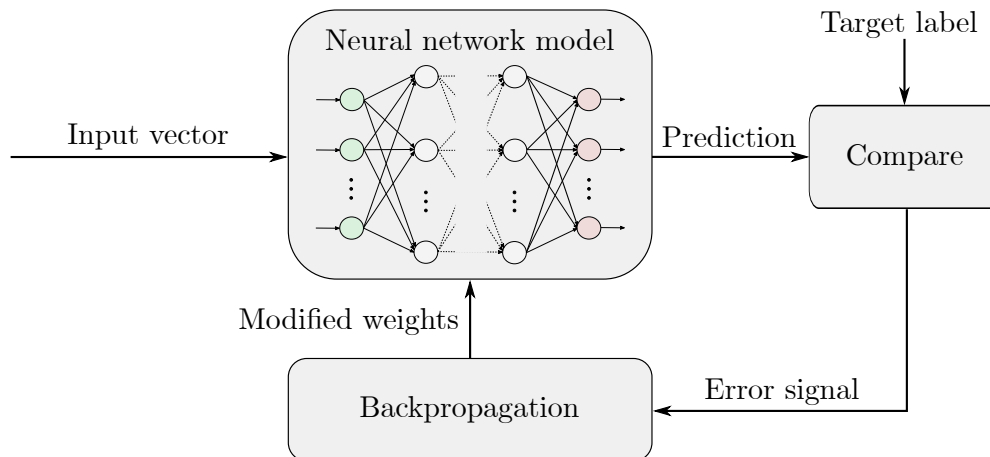 Neural network model
Target label
Input vector
Prediction
Compare
Modified weights
Error signal
Backpropagation